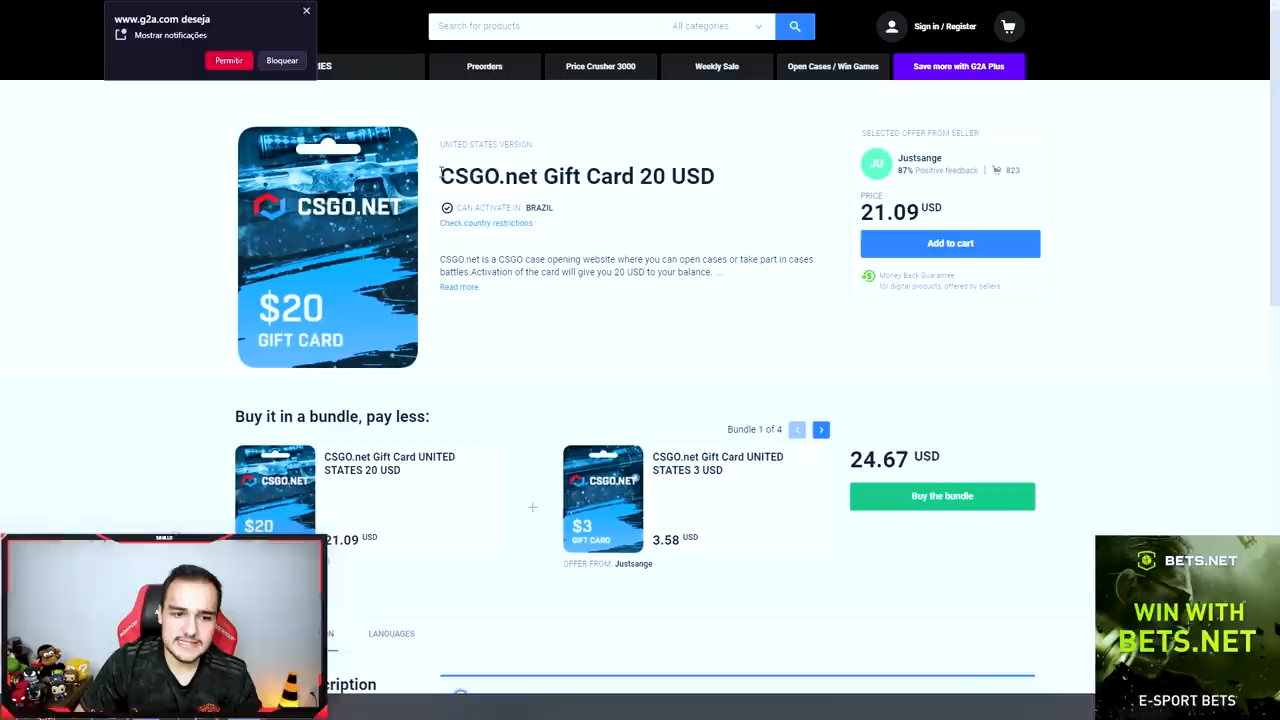 www.g2a.com deseja
Mostrar notificações
Permitir
Bloquear
Search for products
All categories
Sign in / Register
Preorders
Price Crusher 3000
Weekly Sale
Open Cases / Win Games
Save more with G2A Plus
CSGO.NET
$20
GIFT CARD
UNITED STATES VERSION
CSGO.net Gift Card 20 USD
CAN ACTIVATE IN BRAZIL
Check country restrictions
CSGO.net is a CSGO case opening website where you can open cases or take part in cases
battles.Activation of the card will give you 20 USD to your balance. ...
Read more
SELECTED OFFER FROM SELLER
JU
Justsange
87% Positive feedback | 823
PRICE
21.09 USD
Add to cart
Money Back Guarantee
for digital products, offered by sellers
Buy it in a bundle, pay less:
Bundle 1 of 4
CSGO.NET
$20
CSGO.net Gift Card UNITED
STATES 20 USD
21.09 USD
+
CSGO.NET
$3
GIFT CARD
CSGO.net Gift Card UNITED
STATES 3 USD
3.58 USD
OFFER FROM Justsange
24.67 USD
Buy the bundle
LANGUAGES
BETS.NET
WIN WITH
BETS.NET
E-SPORT BETS